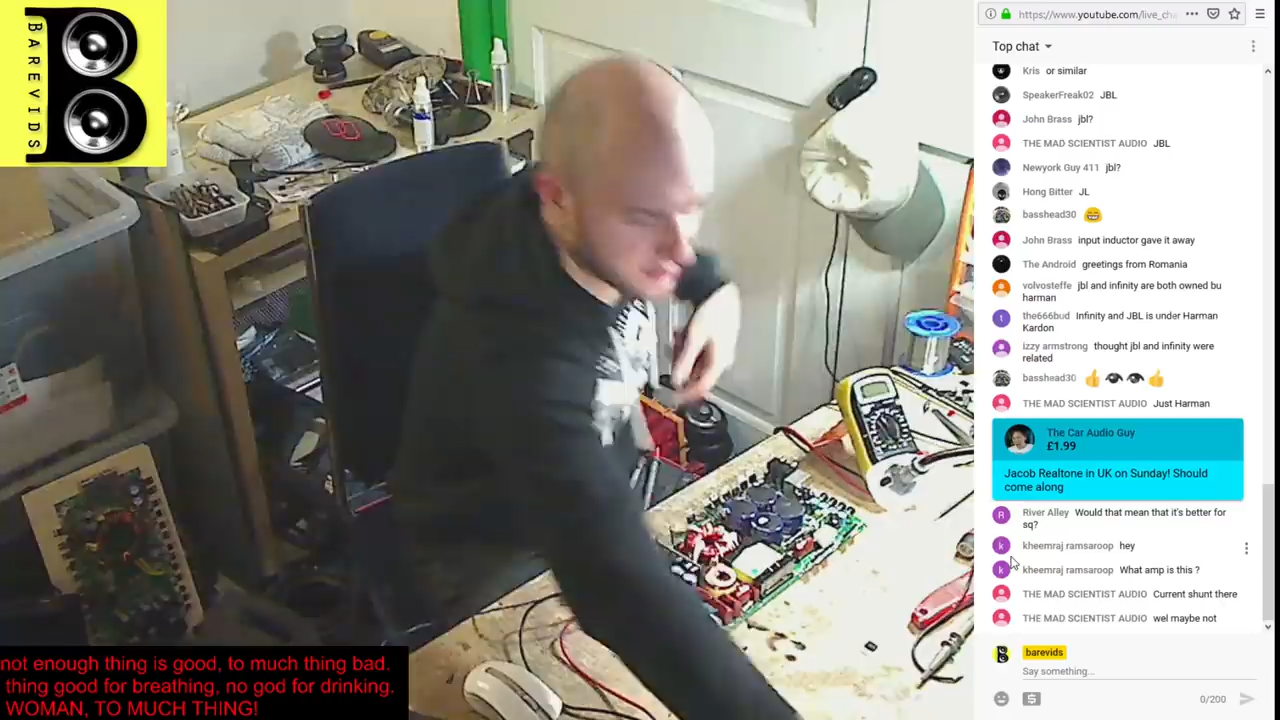 BAREVIDS
https://www.youtube.com/live_cha
Top chat
Kris or similar
SpeakerFreak02 JBL
John Brass jbl?
THE MAD SCIENTIST AUDIO JBL
Newyork Guy 411 jbl?
Hong Bitter JL
basshead30 😄
John Brass input inductor gave it away
The Android greetings from Romania
volvosteffe jbl and infinity are both owned bu
harman
the666bud Infinity and JBL is under Harman
Kardon
izzy armstrong thought jbl and infinity were
related
basshead30 👍👁👁👍
THE MAD SCIENTIST AUDIO Just Harman
The Car Audio Guy
£1.99
Jacob Realtone in UK on Sunday! Should
come along
R River Alley Would that mean that it's better for
sq?
k kheemraj ramsaroop hey
k kheemraj ramsaroop What amp is this ?
THE MAD SCIENTIST AUDIO Current shunt there
THE MAD SCIENTIST AUDIO wel maybe not
barevids
Say something...
0/200
not enough thing is good, to much thing bad.
thing good for breathing, no god for drinking.
WOMAN, TO MUCH THING!